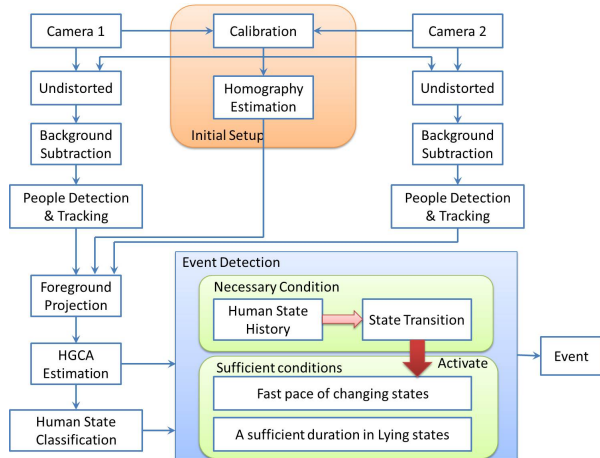 Camera 1
Calibration
Camera 2
Undistorted
Homography
Estimation
Undistorted
Initial Setup
Background
Subtraction
Background
Subtraction
People Detection
& Tracking
People Detection
& Tracking
Foreground
Projection
HGCA
Estimation
Human State
Classification
Event Detection
Necessary Condition
Human State
History
State Transition
Activate
Sufficient conditions
Fast pace of changing states
A sufficient duration in Lying states
Event